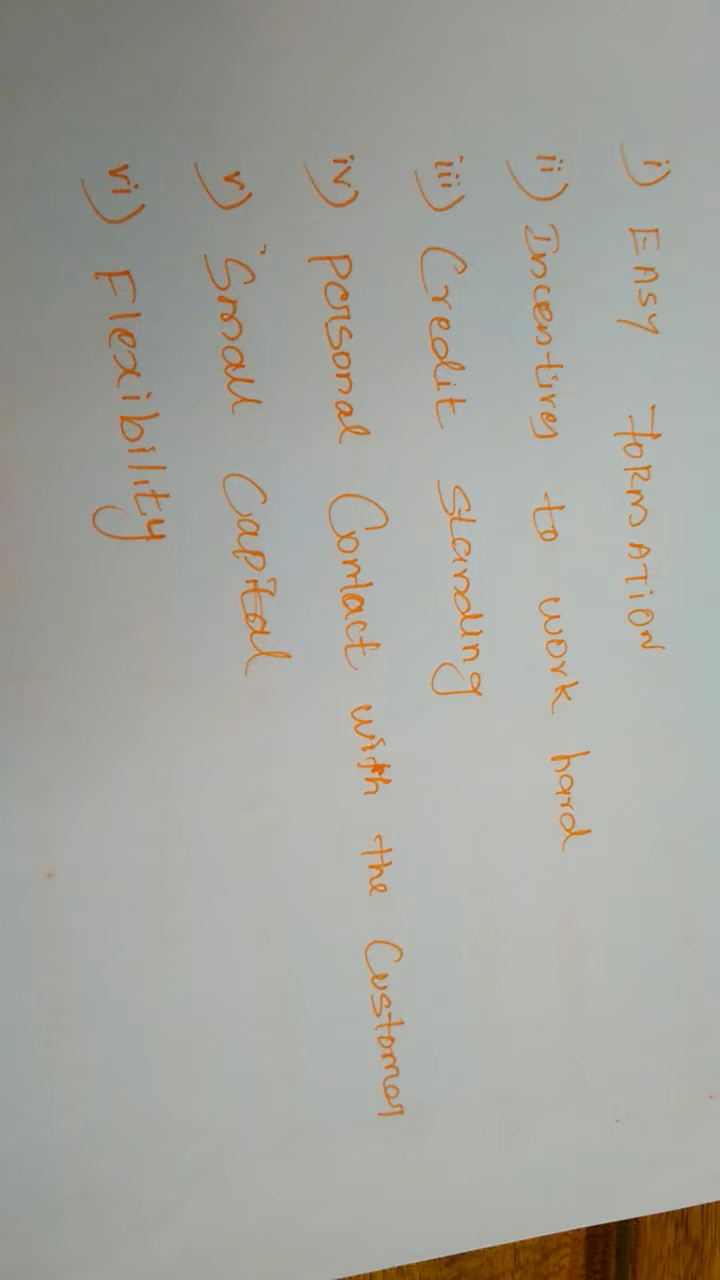 i) EASY FORMATION
ii) Incentives to work hard
iii) Credit standing
iv) Personal Contact with the Customer
v) Small Capital
vi) Flexibility